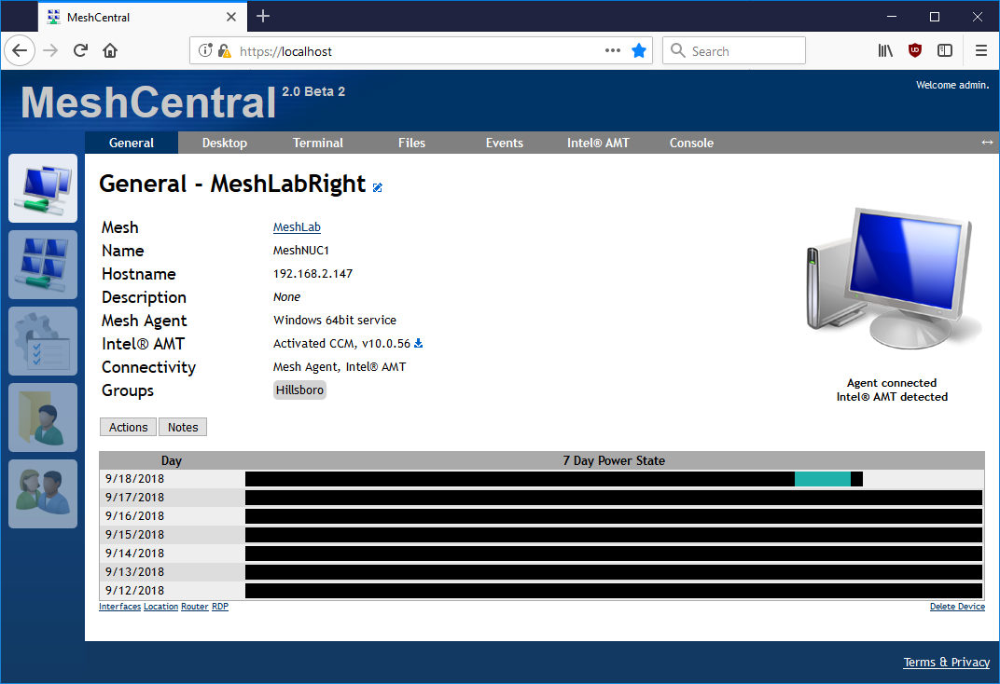 MeshCentral
https://localhost
Search
MeshCentral 2.0 Beta 2
Welcome admin.
General Desktop Terminal Files Events Intel® AMT Console
General - MeshLabRight
Mesh MeshLab
Name MeshNUC1
Hostname 192.168.2.147
Description None
Mesh Agent Windows 64bit service
Intel® AMT Activated CCM, v10.0.56
Connectivity Mesh Agent, Intel® AMT
Groups Hillsboro
Agent connected
Intel® AMT detected
Actions Notes
Day 7 Day Power State
9/18/2018
9/17/2018
9/16/2018
9/15/2018
9/14/2018
9/13/2018
9/12/2018
Interfaces Location Router RDP Delete Device
Terms & Privacy